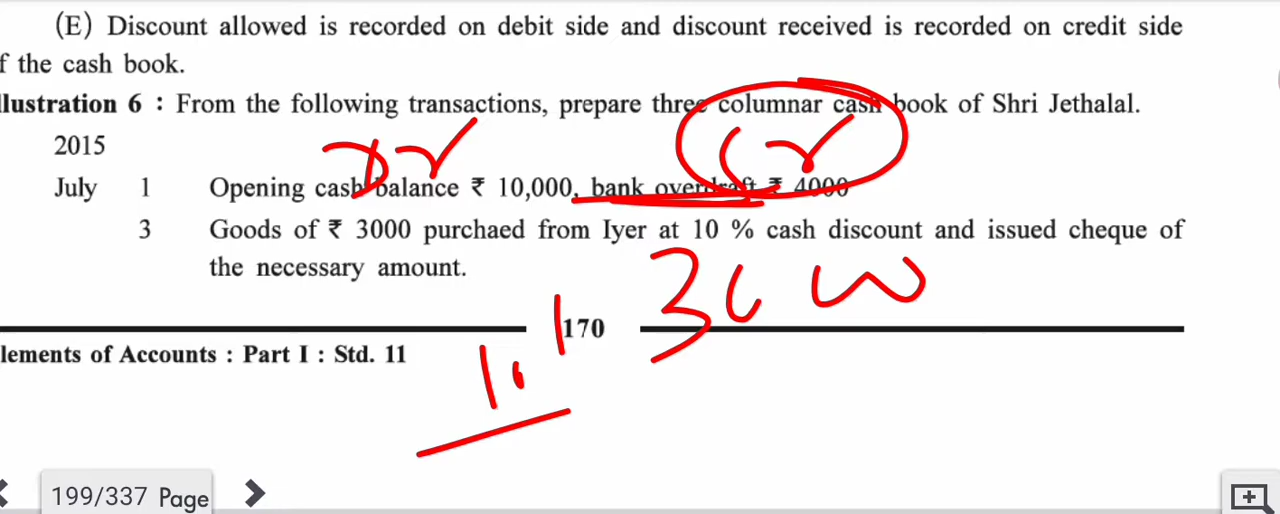 (E) Discount allowed is recorded on debit side and discount received is recorded on credit side
f the cash book.
llustration 6 : From the following transactions, prepare three columnar cash book of Shri Jethalal.
2015
Dr Cr
July 1 Opening cash balance ₹ 10,000, bank overdraft ₹ 4000
3 Goods of ₹ 3000 purchaed from Iyer at 10 % cash discount and issued cheque of
the necessary amount.
170
lements of Accounts : Part I : Std. 11
199/337 Page